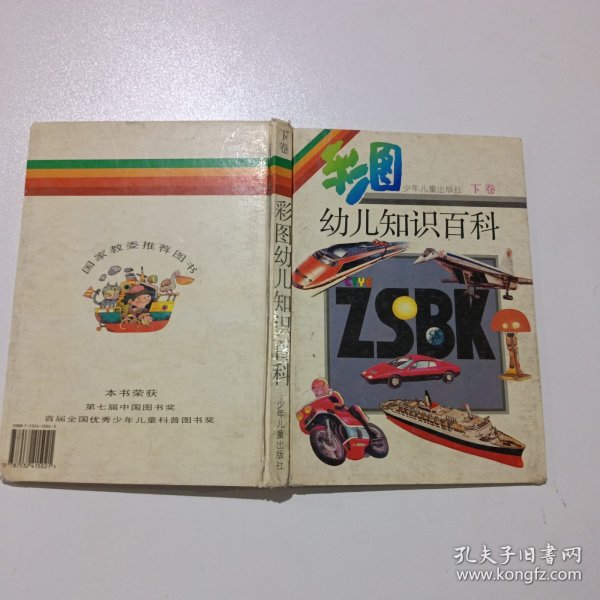 国家教委推荐图书
本书荣获
第七届中国图书奖
首届全国优秀少年儿童科普图书奖
9787532415021
下卷
彩图幼儿知识百科
少年儿童出版社
彩图
少年儿童出版社 下卷
幼儿知识百科
ZSBK
孔夫子旧书网
www.kongfz.com